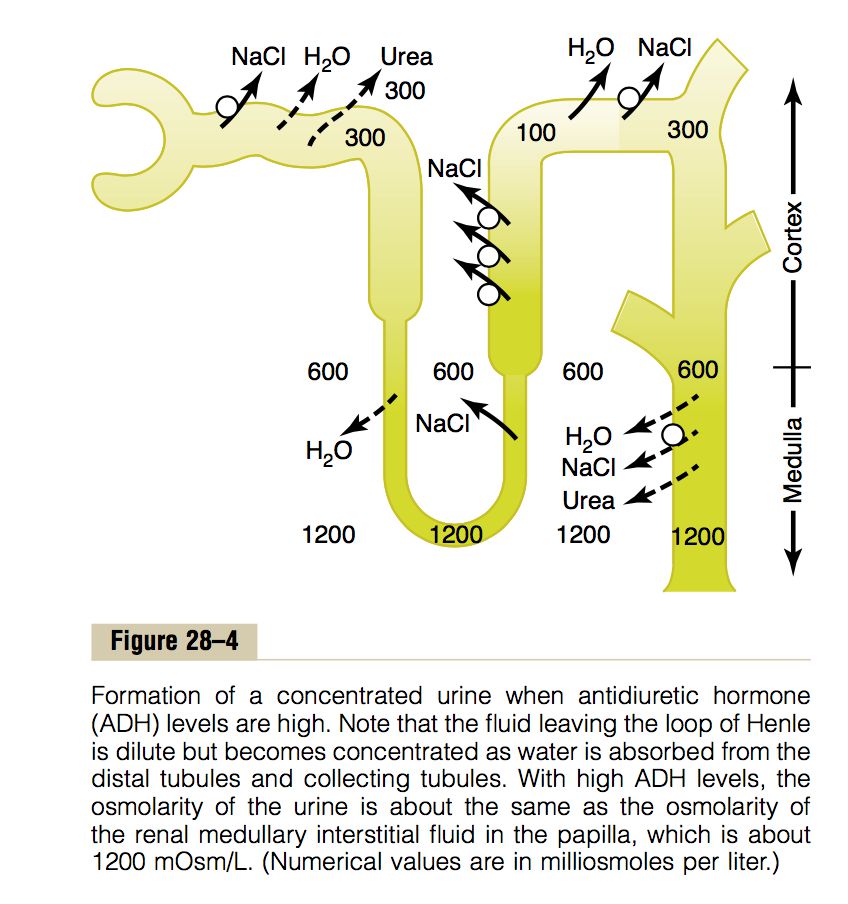 NaCl H2O Urea
300
300
H2O NaCl
100
300
NaCl
Cortex
600
600
600
600
H2O
NaCl
H2O
NaCl
Urea
Medulla
1200
1200
1200
1200
Figure 28–4
Formation of a concentrated urine when antidiuretic hormone
(ADH) levels are high. Note that the fluid leaving the loop of Henle
is dilute but becomes concentrated as water is absorbed from the
distal tubules and collecting tubules. With high ADH levels, the
osmolarity of the urine is about the same as the osmolarity of
the renal medullary interstitial fluid in the papilla, which is about
1200 mOsm/L. (Numerical values are in milliosmoles per liter.)